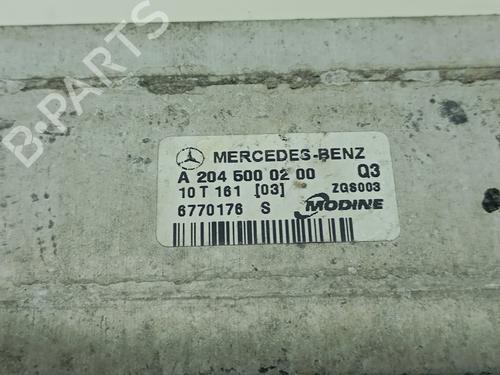 B-PARTS
MERCEDES-BENZ
A 204 500 02 00 Q3
10 T 161 [03] ZGS003
6770176 S MODINE